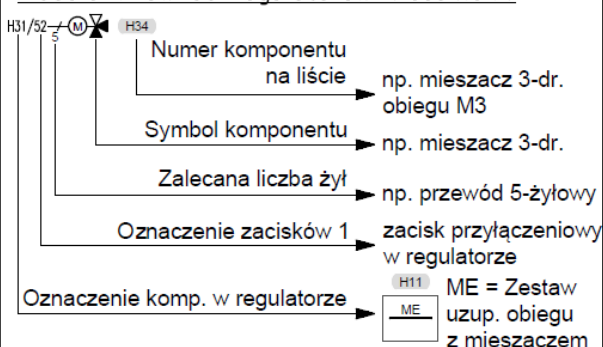 H31/52 5 M H34
Numer komponentu
na liście
np. mieszacz 3-dr.
obiegu M3
Symbol komponentu
np. mieszacz 3-dr.
Zalecana liczba żył
np. przewód 5-żyłowy
Oznaczenie zacisków 1
zacisk przyłączeniowy
w regulatorze
Oznaczenie komp. w regulatorze
H11
ME
ME = Zestaw
uzup. obiegu
z mieszaczem